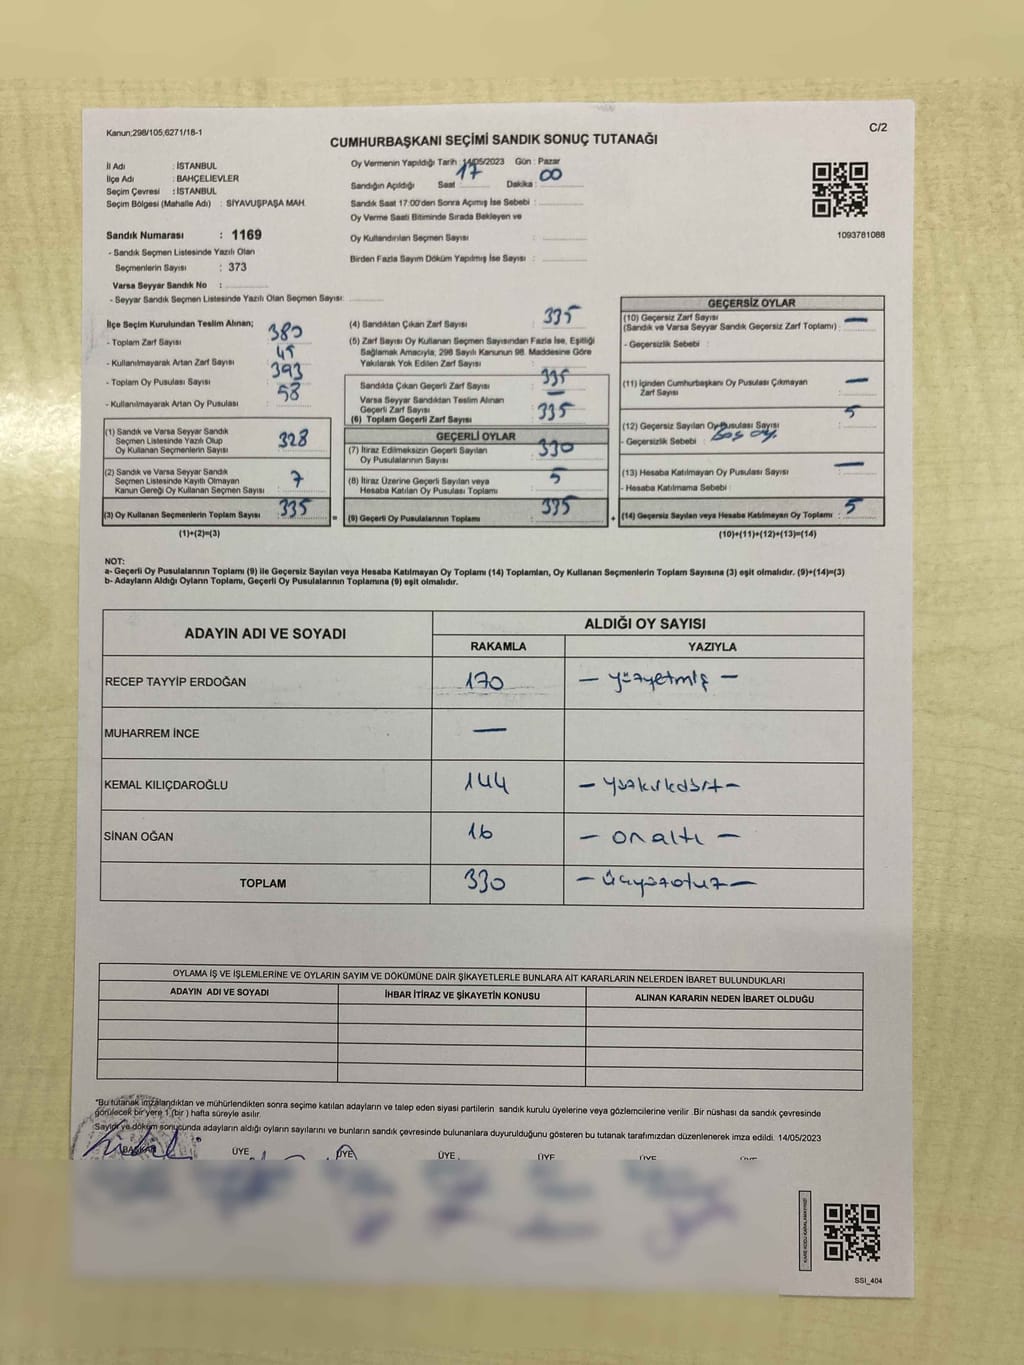 Kanun;298/105;6271/18-1
C/2
CUMHURBAŞKANI SEÇİMİ SANDIK SONUÇ TUTANAĞI
İl Adı : İSTANBUL
İlçe Adı : BAHÇELİEVLER
Seçim Çevresi : İSTANBUL
Seçim Bölgesi (Mahalle Adı) : SİYAVUŞPAŞA MAH.
Sandık Numarası : 1169
- Sandık Seçmen Listesinde Yazılı Olan
Seçmenlerin Sayısı : 373
Varsa Seyyar Sandık No :
- Seyyar Sandık Seçmen Listesinde Yazılı Olan Seçmen Sayısı:
Oy Vermenin Yapıldığı Tarih : 14/05/2023 Gün : Pazar
Sandığın Açıldığı Saat : 17 Dakika : 00
Sandık Saat 17:00'den Sonra Açımış İse Sebebi :
Oy Verme Saati Bitiminde Sırada Bekleyen ve
Oy Kullandırılan Seçmen Sayısı :
Birden Fazla Sayım Döküm Yapılmış İse Sayısı :
1093781088
İlçe Seçim Kurulundan Teslim Alınan;
- Toplam Zarf Sayısı : 380
- Kullanılmayarak Artan Zarf Sayısı : 45
- Toplam Oy Pusulası Sayısı : 393
- Kullanılmayarak Artan Oy Pusulası : 58
(1) Sandık ve Varsa Seyyar Sandık
Seçmen Listesinde Yazılı Olup
Oy Kullanan Seçmenlerin Sayısı : 328
(2) Sandık ve Varsa Seyyar Sandık
Seçmen Listesinde Kayıtlı Olmayan
Kanun Gereği Oy Kullanan Seçmen Sayısı : 7
(3) Oy Kullanan Seçmenlerin Toplam Sayısı : 335
(1)+(2)=(3)
(4) Sandıktan Çıkan Zarf Sayısı : 335
(5) Zarf Sayısı Oy Kullanan Seçmen Sayısından Fazla İse, Eşitliği
Sağlamak Amacıyla, 298 Sayılı Kanunun 98. Maddesine Göre
Yakılarak Yok Edilen Zarf Sayısı :
Sandıkta Çıkan Geçerli Zarf Sayısı : 335
Varsa Seyyar Sandıktan Teslim Alınan
Geçerli Zarf Sayısı : —
(6) Toplam Geçerli Zarf Sayısı : 335
GEÇERLİ OYLAR
(7) İtiraz Edilmeksizin Geçerli Sayılan
Oy Pusulalarının Sayısı : 330
(8) İtiraz Üzerine Geçerli Sayılan veya
Hesaba Katılan Oy Pusulası Toplamı : 5
= (9) Geçerli Oy Pusulalarının Toplamı : 335
GEÇERSİZ OYLAR
(10) Geçersiz Zarf Sayısı
(Sandık ve Varsa Seyyar Sandık Geçersiz Zarf Toplamı) : —
- Geçersizlik Sebebi :
(11) İçinden Cumhurbaşkanı Oy Pusulası Çıkmayan
Zarf Sayısı : —
(12) Geçersiz Sayılan Oy Pusulası Sayısı : 5
- Geçersizlik Sebebi : Boş oy.
(13) Hesaba Katılmayan Oy Pusulası Sayısı : —
- Hesaba Katılmama Sebebi :
+ (14) Geçersiz Sayılan veya Hesaba Katılmayan Oy Toplamı : 5
(10)+(11)+(12)+(13)=(14)
NOT:
a- Geçerli Oy Pusulalarının Toplamı (9) ile Geçersiz Sayılan veya Hesaba Katılmayan Oy Toplamı (14) Toplamları, Oy Kullanan Seçmenlerin Toplam Sayısına (3) eşit olmalıdır. (9)+(14)=(3)
b- Adayların Aldığı Oyların Toplamı, Geçerli Oy Pusulalarının Toplamına (9) eşit olmalıdır.
ADAYIN ADI VE SOYADI ALDIĞI OY SAYISI
RAKAMLA YAZIYLA
RECEP TAYYİP ERDOĞAN 170 — yüzyetmiş —
MUHARREM İNCE —
KEMAL KILIÇDAROĞLU 144 — yüzkırkdört —
SİNAN OĞAN 16 — onaltı —
TOPLAM 330 — üçyüzotuz —
OYLAMA İŞ VE İŞLEMLERİNE VE OYLARIN SAYIM VE DÖKÜMÜNE DAİR ŞİKAYETLERLE BUNLARA AİT KARARLARIN NELERDEN İBARET BULUNDUKLARI
ADAYIN ADI VE SOYADI İHBAR İTİRAZ VE ŞİKAYETİN KONUSU ALINAN KARARIN NEDEN İBARET OLDUĞU
"Bu tutanak imzalandıktan ve mühürlendikten sonra seçime katılan adayların ve talep eden siyasi partilerin sandık kurulu üyelerine veya gözlemcilerine verilir .Bir nüshası da sandık çevresinde
görülecek bir yere 1 (bir ) hafta süreyle asılır.
Sayım ve döküm sonucunda adayların aldığı oyların sayılarını ve bunların sandık çevresinde bulunanlara duyurulduğunu gösteren bu tutanak tarafımızdan düzenlenerek imza edildi. 14/05/2023
BAŞKAN ÜYE ÜYE ÜYE ÜYE ÜYE
SSI_404